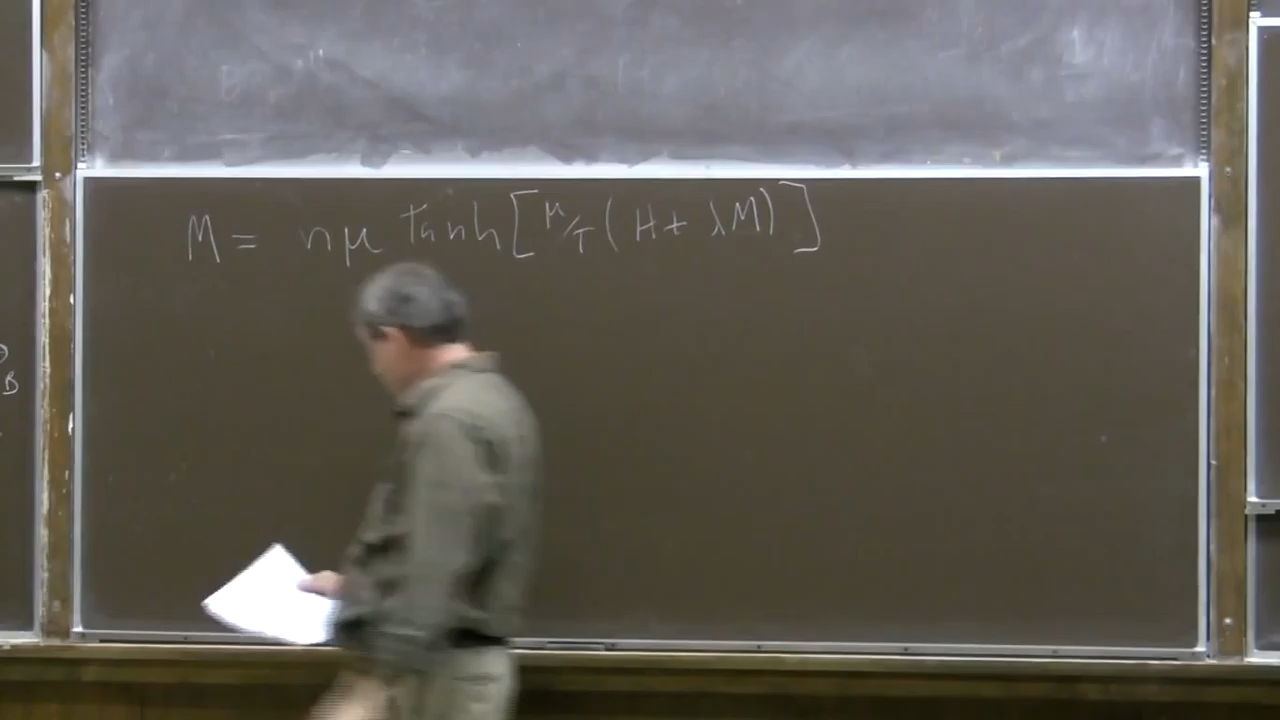 M = nμ tanh[μ/T(H + λM)]
B